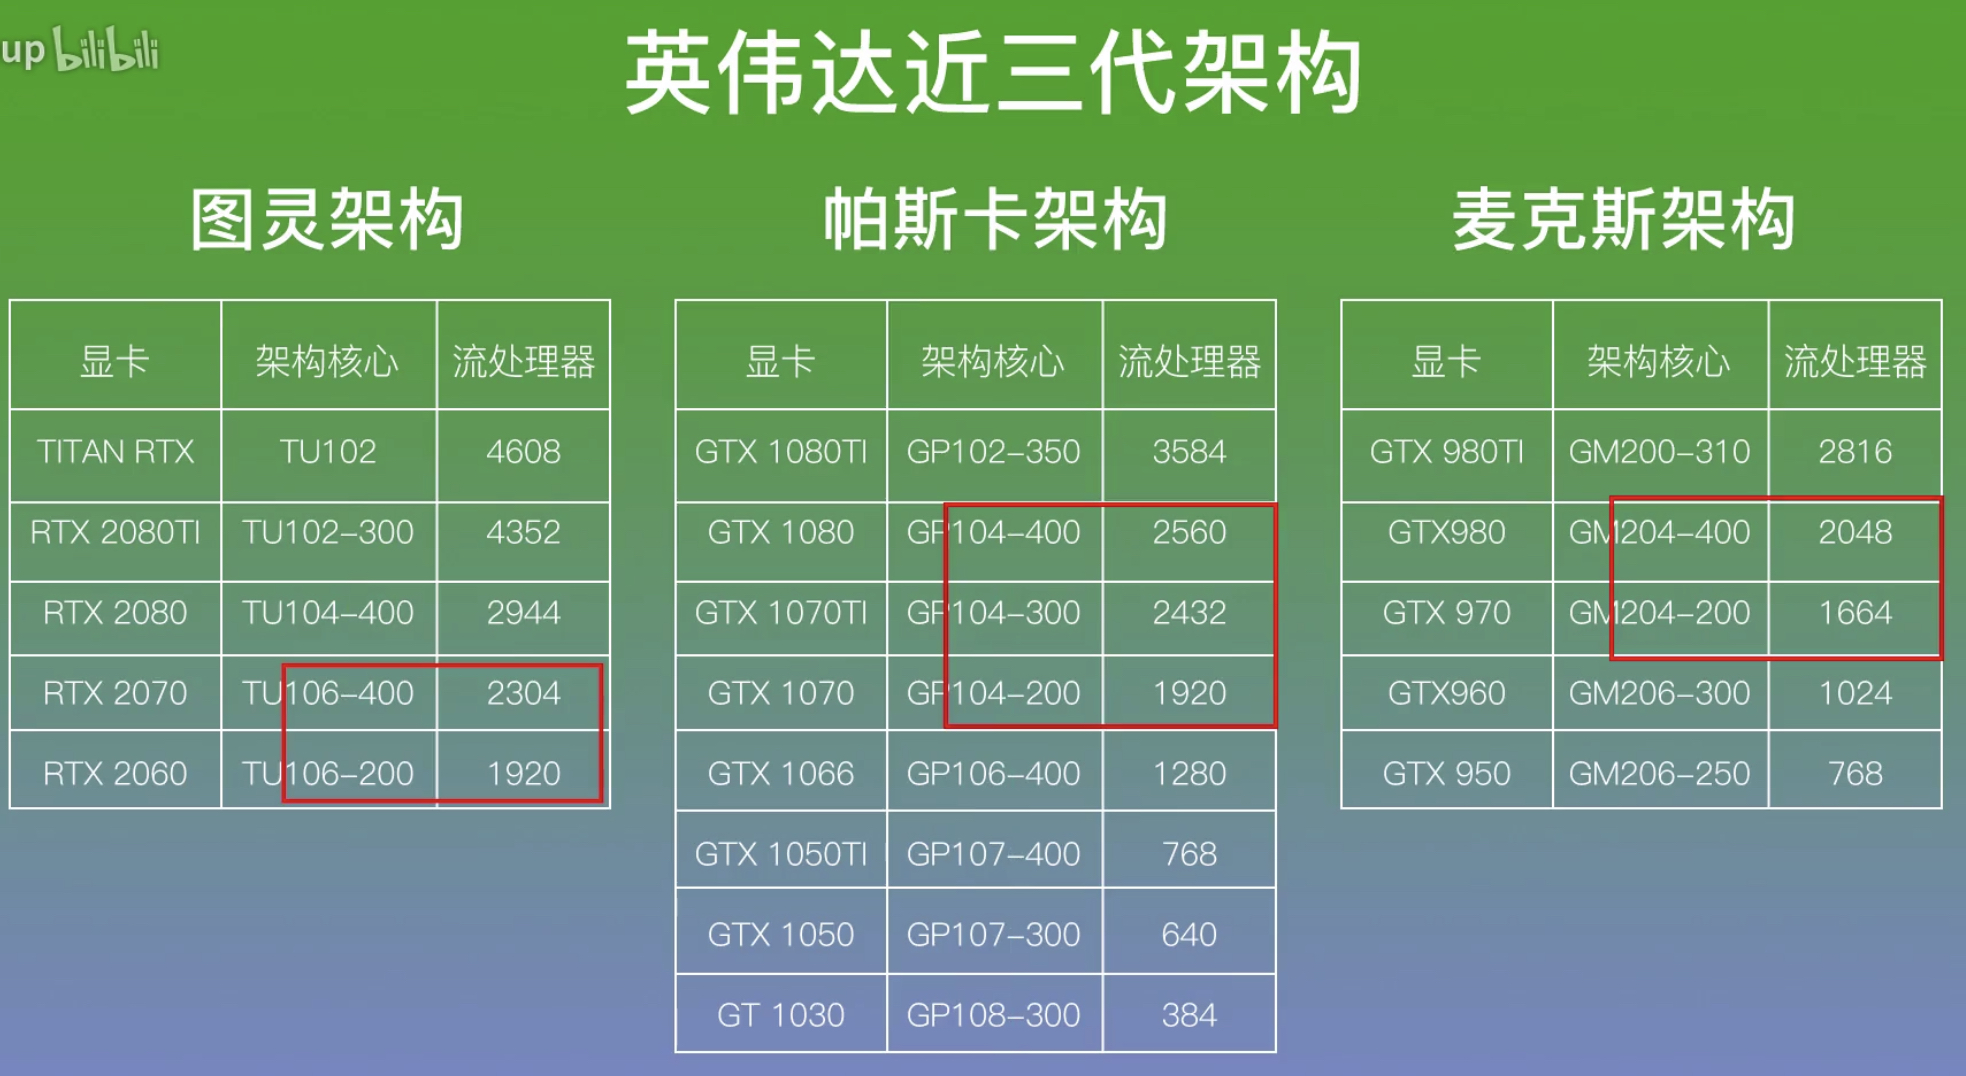 up bilibili
英伟达近三代架构
图灵架构
显卡 架构核心 流处理器
TITAN RTX TU102 4608
RTX 2080TI TU102-300 4352
RTX 2080 TU104-400 2944
RTX 2070 TU106-400 2304
RTX 2060 TU106-200 1920
帕斯卡架构
显卡 架构核心 流处理器
GTX 1080TI GP102-350 3584
GTX 1080 GP104-400 2560
GTX 1070TI GP104-300 2432
GTX 1070 GP104-200 1920
GTX 1066 GP106-400 1280
GTX 1050TI GP107-400 768
GTX 1050 GP107-300 640
GT 1030 GP108-300 384
麦克斯架构
显卡 架构核心 流处理器
GTX 980TI GM200-310 2816
GTX980 GM204-400 2048
GTX 970 GM204-200 1664
GTX960 GM206-300 1024
GTX 950 GM206-250 768